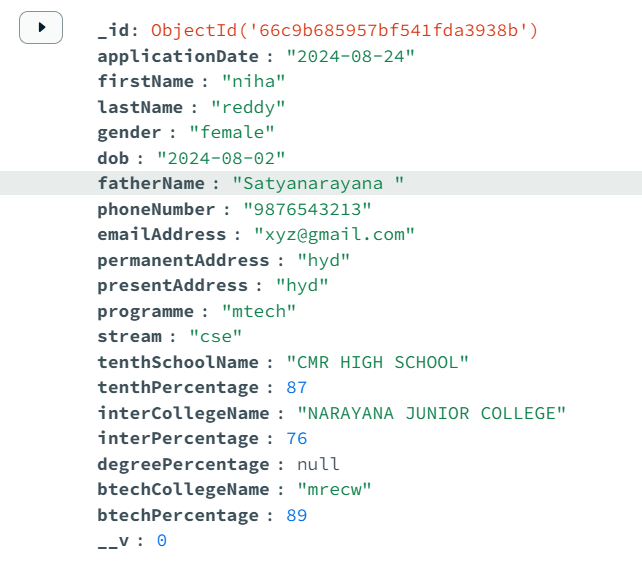 _id: ObjectId('66c9b685957bf541fda3938b')
applicationDate : "2024-08-24"
firstName : "niha"
lastName : "reddy"
gender : "female"
dob : "2024-08-02"
fatherName : "Satyanarayana "
phoneNumber : "9876543213"
emailAddress : "xyz@gmail.com"
permanentAddress : "hyd"
presentAddress : "hyd"
programme : "mtech"
stream : "cse"
tenthSchoolName : "CMR HIGH SCHOOL"
tenthPercentage : 87
interCollegeName : "NARAYANA JUNIOR COLLEGE"
interPercentage : 76
degreePercentage : null
btechCollegeName : "mrecw"
btechPercentage : 89
__v : 0